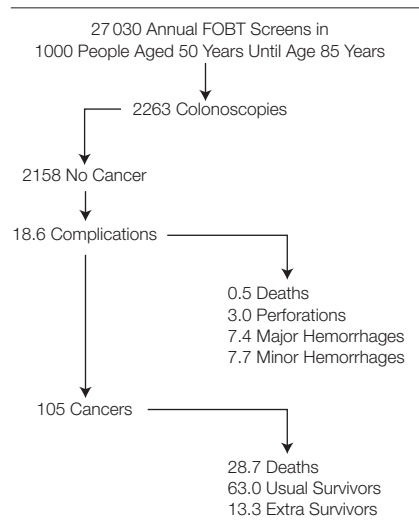 27 030 Annual FOBT Screens in
1000 People Aged 50 Years Until Age 85 Years
2263 Colonoscopies
2158 No Cancer
18.6 Complications
0.5 Deaths
3.0 Perforations
7.4 Major Hemorrhages
7.7 Minor Hemorrhages
105 Cancers
28.7 Deaths
63.0 Usual Survivors
13.3 Extra Survivors